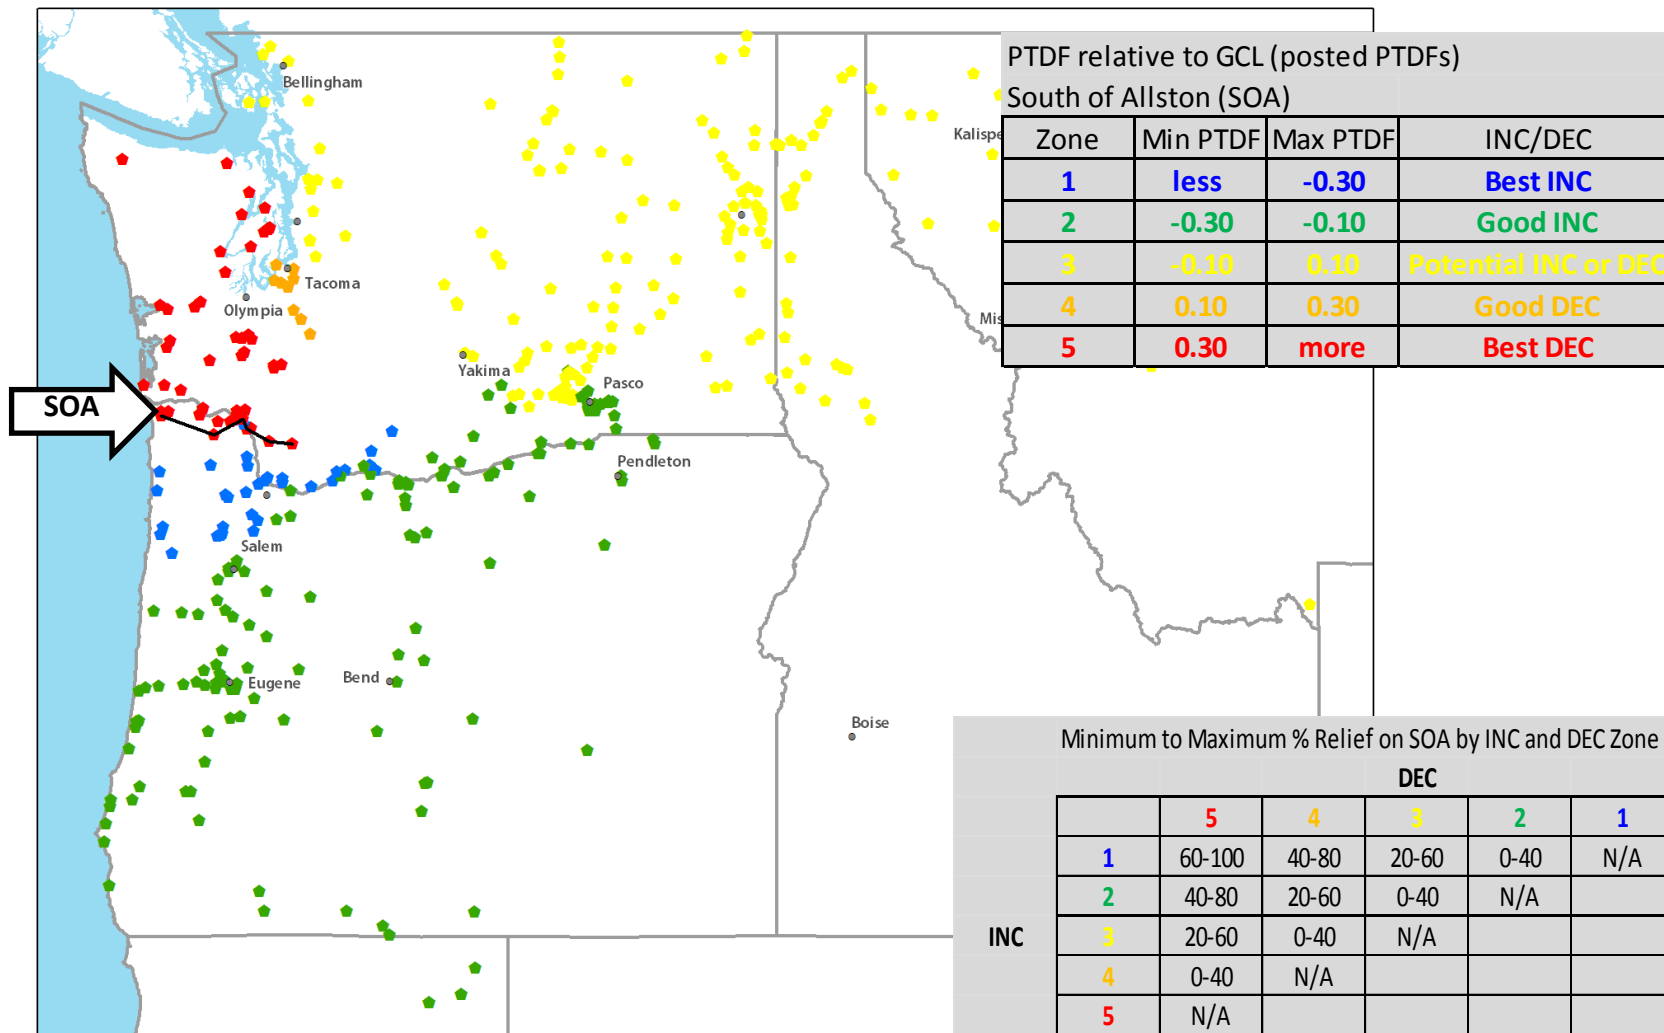 Bellingham
PTDF relative to GCL (posted PTDFs)
South of Allston (SOA)
Zone Min PTDF Max PTDF INC/DEC
1 less -0.30 Best INC
2 -0.30 -0.10 Good INC
3 -0.10 0.10 Potential INC or DEC
4 0.10 0.30 Good DEC
5 0.30 more Best DEC
Kalispe
Mis
Tacoma
Olympia
Yakima
Pasco
SOA
Pendleton
Salem
Eugene
Bend
Boise
Minimum to Maximum % Relief on SOA by INC and DEC Zone
DEC
5 4 3 2 1
1 60-100 40-80 20-60 0-40 N/A
2 40-80 20-60 0-40 N/A
INC 3 20-60 0-40 N/A
4 0-40 N/A
5 N/A